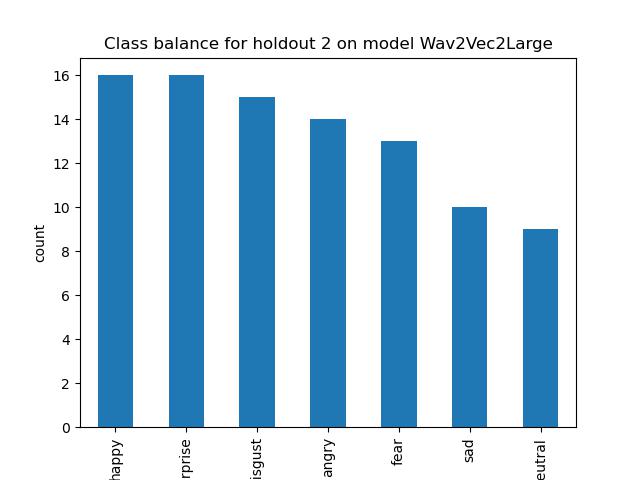 Class balance for holdout 2 on model Wav2Vec2Large
16
14
12
10
8
6
4
2
0
count
happy
rprise
isgust
angry
fear
sad
eutral